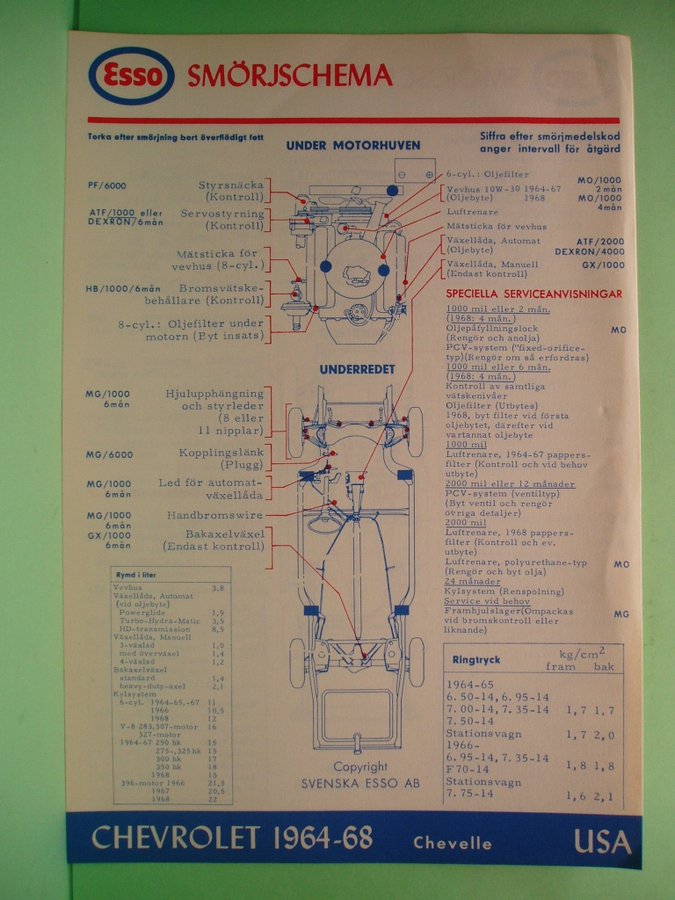 Esso SMÖRJSCHEMA
Torka efter smörjning bort överflödigt fett
UNDER MOTORHUVEN
Siffra efter smörjmedelskod
anger intervall för åtgärd
PF/6000 Styrsnäcka
(Kontroll)
ATF/1000 eller Servostyrning
DEXRON/6mån (Kontroll)
Mätsticka för
vevhus (8-cyl.)
HB/1000/6mån Bromsvätske-
behållare (Kontroll)
8-cyl.: Oljefilter under
motorn (Byt insats)
6-cyl.: Oljefilter
MO/1000
Vevhus 10W-30 1964-67 2mån
(Oljebyte) 1968 MO/1000
4mån
Luftrenare
Mätsticka för vevhus
Växellåda, Automat ATF/2000
(Oljebyte) DEXRON/4000
Växellåda, Manuell GX/1000
(Endast kontroll)
UNDERREDET
MG/1000 Hjulupphängning
6mån och styrleder
(8 eller
11 nipplar)
MG/6000 Kopplingslänk
(Plugg)
MG/1000 Led för automat-
6mån växellåda
MG/1000 Handbromswire
6mån
GX/1000 Bakaxelväxel
6mån (Endast kontroll)
SPECIELLA SERVICEANVISNINGAR
1000 mil eller 2 mån.
(1968: 4 mån.)
Oljepåfyllningslock MO
(Rengör och anolja)
PCV-system ("fixed-orifice-
typ)(Rengör om så erfordras)
1000 mil eller 6 mån.
(1968: 4 mån.)
Kontroll av samtliga
vätskenivåer
Oljefilter (Utbytes)
1968, byt filter vid första
oljebytet, därefter vid
vartannat oljebyte
1000 mil
Luftrenare, 1964-67 pappers-
filter (Kontroll och vid behov
utbyte)
2000 mil eller 12 månader
PCV-system (ventiltyp)
(Byt ventil och rengör
övriga detaljer)
2000 mil
Luftrenare, 1968 pappers-
filter (Kontroll och ev.
utbyte)
Luftrenare, polyurethane-typ MO
(Rengör och byt olja)
24 månader
Kylsystem (Renspolning)
Service vid behov
Framhjulslager(Ompackas MG
vid bromskontroll eller
liknande)
Rymd i liter
Vevhus 3,8
Växellåda, Automat
(vid oljebyte)
Powerglide 1,9
Turbo-Hydra-Matic 3,5
HD-transmission 8,5
Växellåda, Manuell
3-växlad 1,0
med överväxel 1,4
4-växlad 1,2
Bakaxelväxel
standard 1,4
heavy-duty-axel 2,1
Kylsystem
6-cyl. 1964-65,-67 11
1966 10,5
1968 12
V-8 283,307-motor 16
327-motor
1964-67 250 hk 15
275-,325hk 15
300 hk 17
350 hk 18
1968 15
396-motor 1966 21,5
1967 20,5
1968 22
Copyright
SVENSKA ESSO AB
Ringtryck kg/cm2
fram bak
1964-65
6.50-14, 6.95-14
7.00-14, 7.35-14 1,7 1,7
7.50-14
Stationsvagn 1,7 2,0
1966-
6.95-14, 7.35-14
F70-14 1,8 1,8
Stationsvagn
7.75-14 1,6 2,1
CHEVROLET 1964-68 Chevelle USA